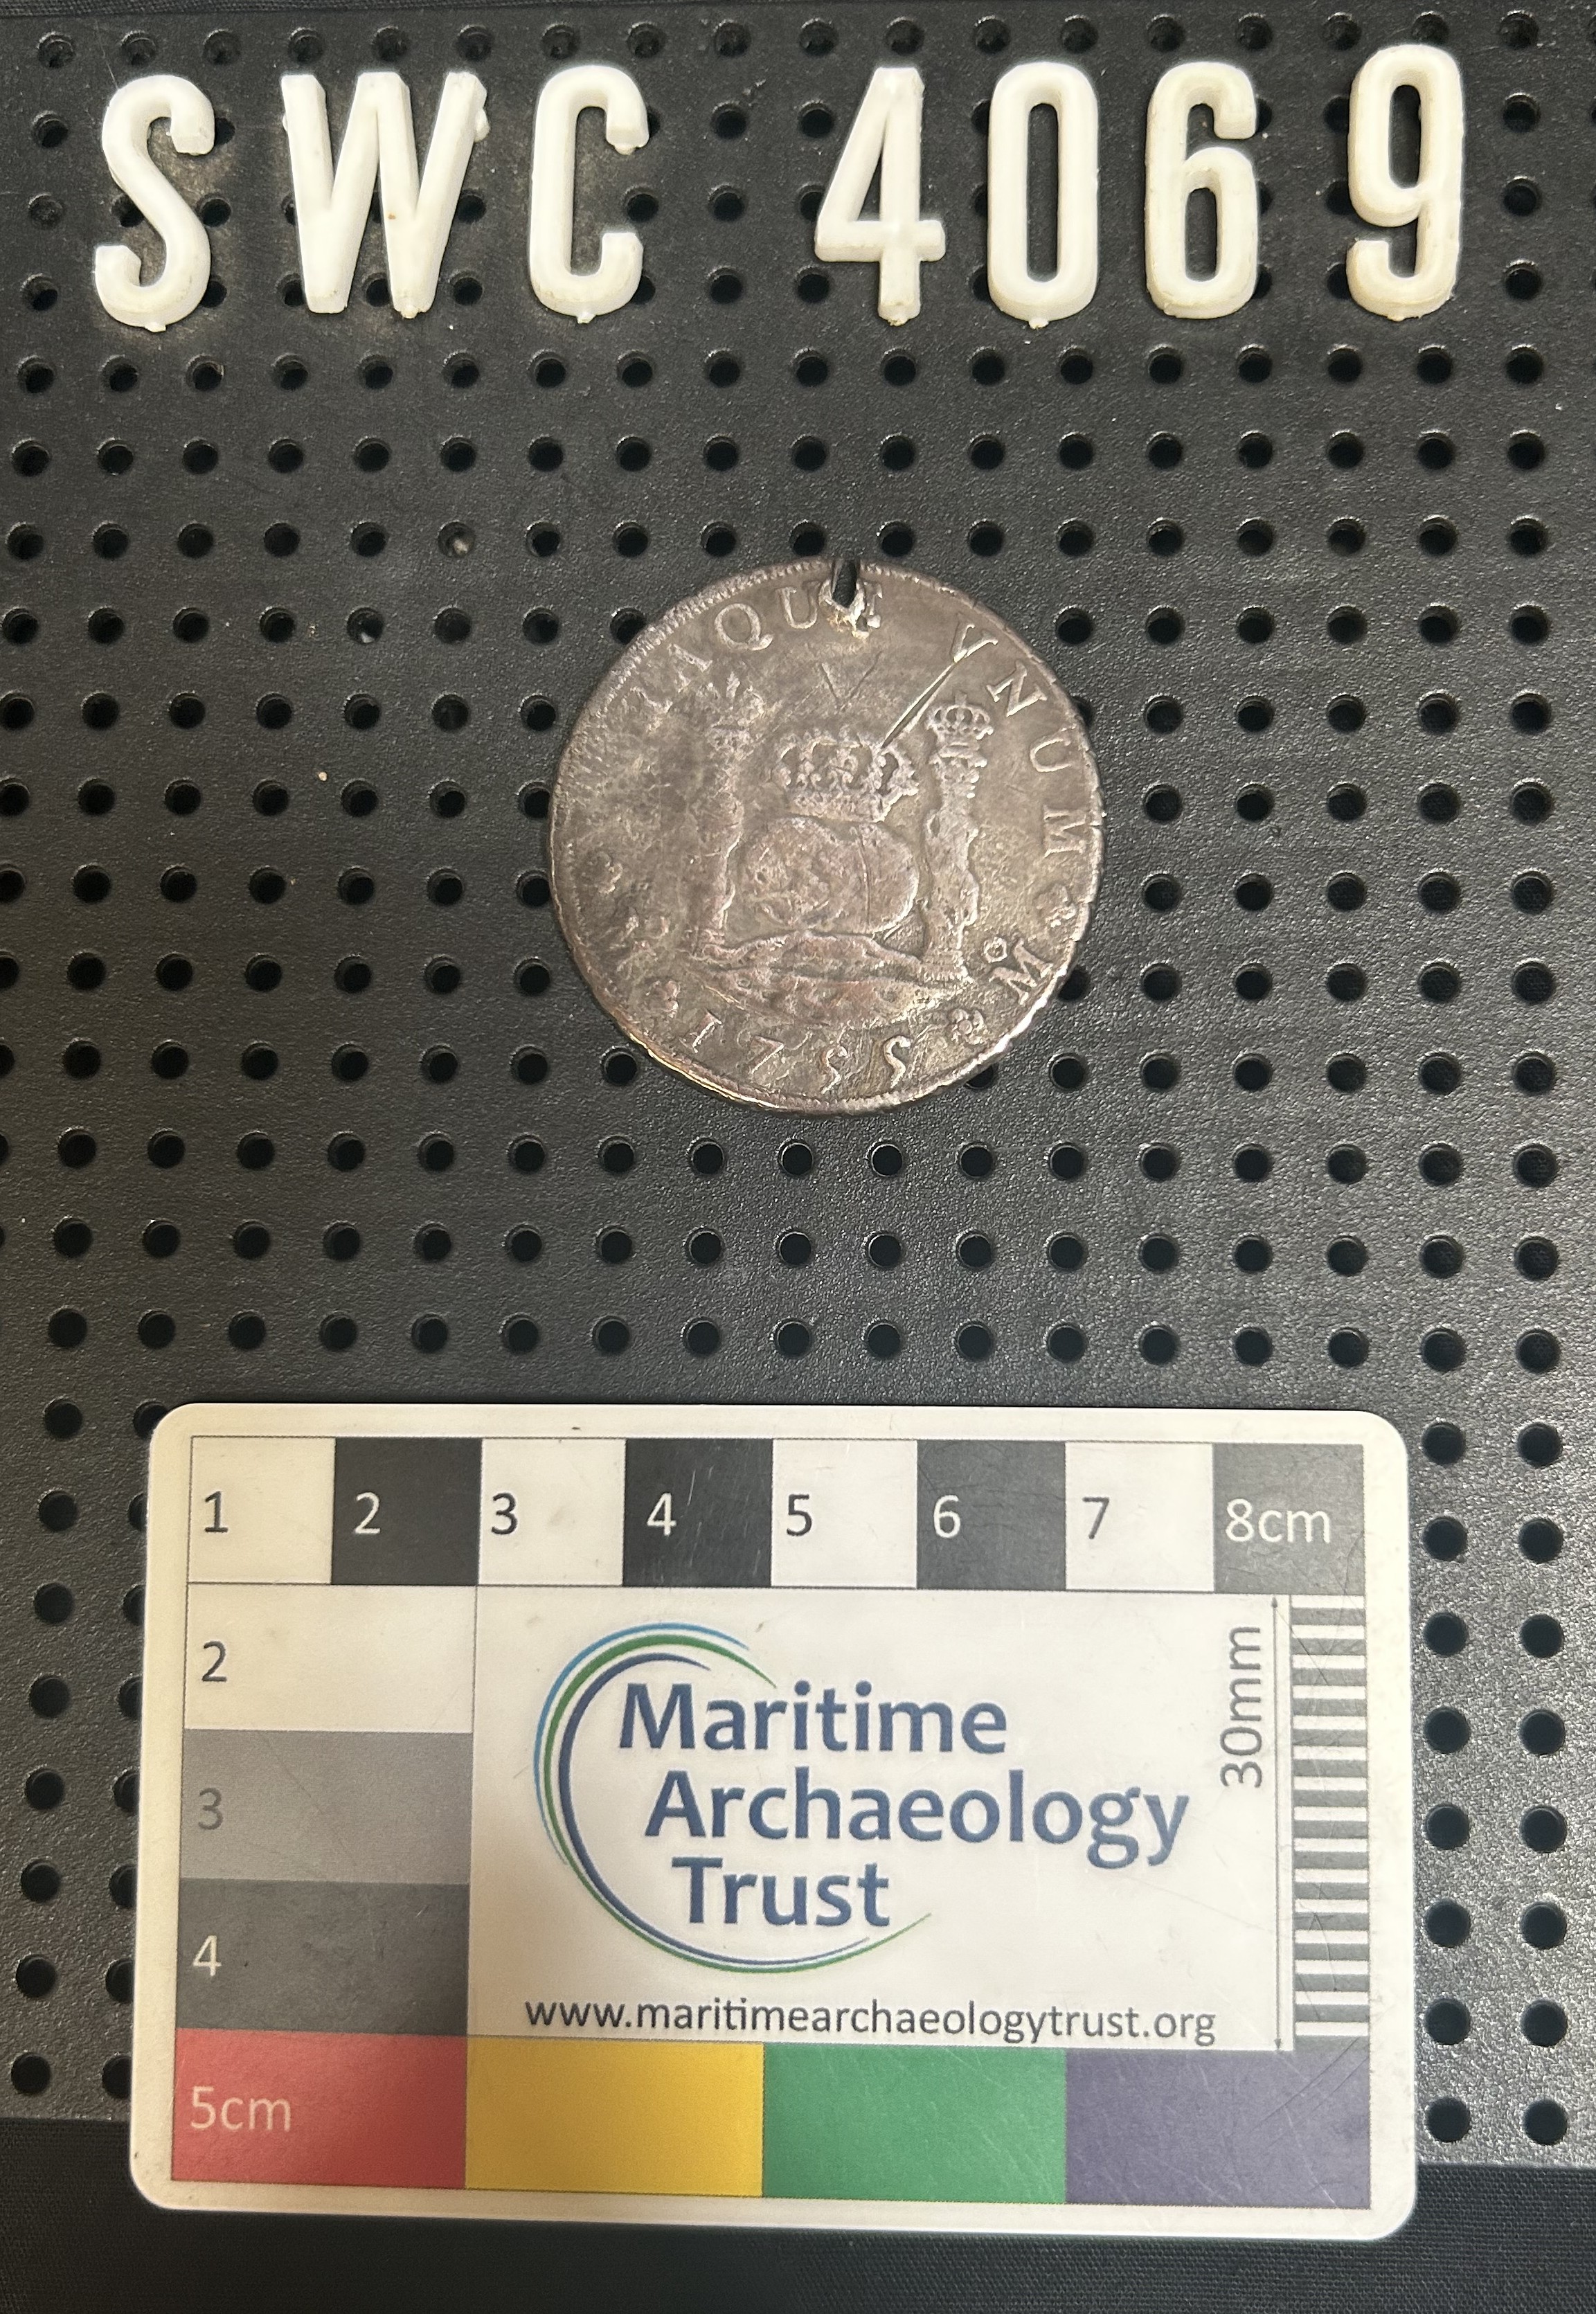 SWC 4069
QUE VNUM
M
1755
M
1 2 3 4 5 6 7 8cm
2
3
4
5cm
30mm
Maritime
Archaeology
Trust
www.maritimearchaeologytrust.org